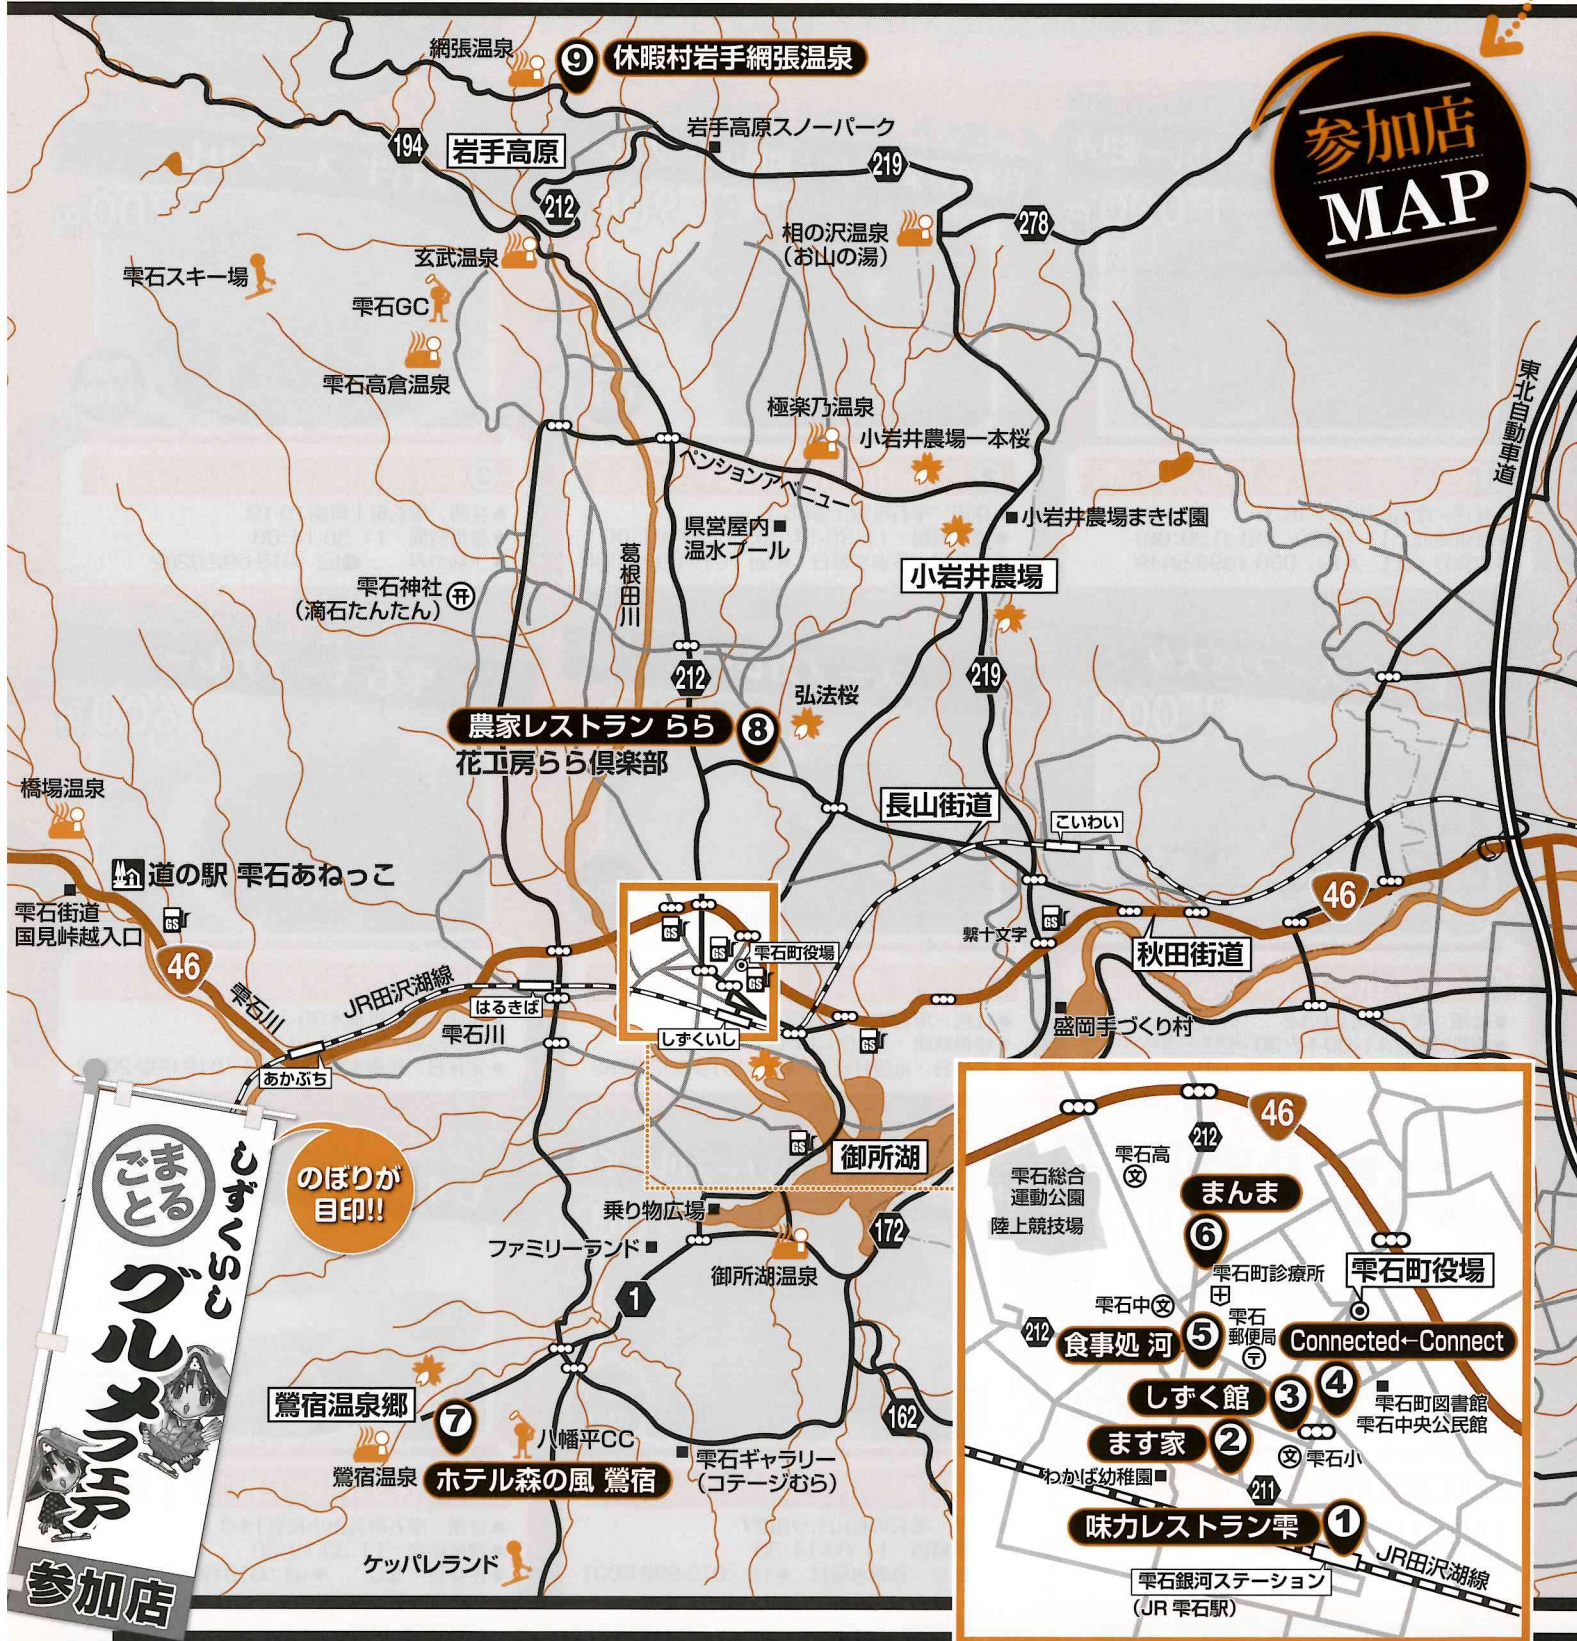 参加店
MAP
網張温泉
9 休暇村岩手網張温泉
岩手高原スノーパーク
194
岩手高原
219
212
278
相の沢温泉
(お山の湯)
玄武温泉
雫石スキー場
雫石GC
雫石高倉温泉
東北自動車道
極楽乃温泉
小岩井農場一本桜
ペンションアベニュー
小岩井農場まきば園
県営屋内
温水プール
葛根田川
小岩井農場
雫石神社
(滴石たんたん)
212
219
弘法桜
農家レストラン らら 8
花工房らら倶楽部
橋場温泉
長山街道
こいわい
道の駅 雫石あねっこ
46
雫石街道
国見峠越入口
GS
GS
GS
GS
GS
繋十文字
秋田街道
雫石町役場
46
雫石川
JR田沢湖線
はるきば
雫石川
しずくいし
盛岡手づくり村
GS
あかぶち
GS
御所湖
乗り物広場
172
ファミリーランド
御所湖温泉
1
鶯宿温泉郷
7
八幡平CC
162
鶯宿温泉
ホテル森の風 鶯宿
雫石ギャラリー
(コテージむら)
ケッパレランド
のぼりが
目印!!
しずくいし
まるごと
グルメフェア
参加店
46
212
雫石高
文
雫石総合
運動公園
陸上競技場
まんま
6
雫石町診療所
雫石町役場
雫石中 文
雫石
郵便局
〒
212
食事処 河 5
Connected←Connect
4
しずく館 3
雫石町図書館
雫石中央公民館
ます家 2
文 雫石小
わかば幼稚園
211
味力レストラン雫 1
JR田沢湖線
雫石銀河ステーション
(JR 雫石駅)